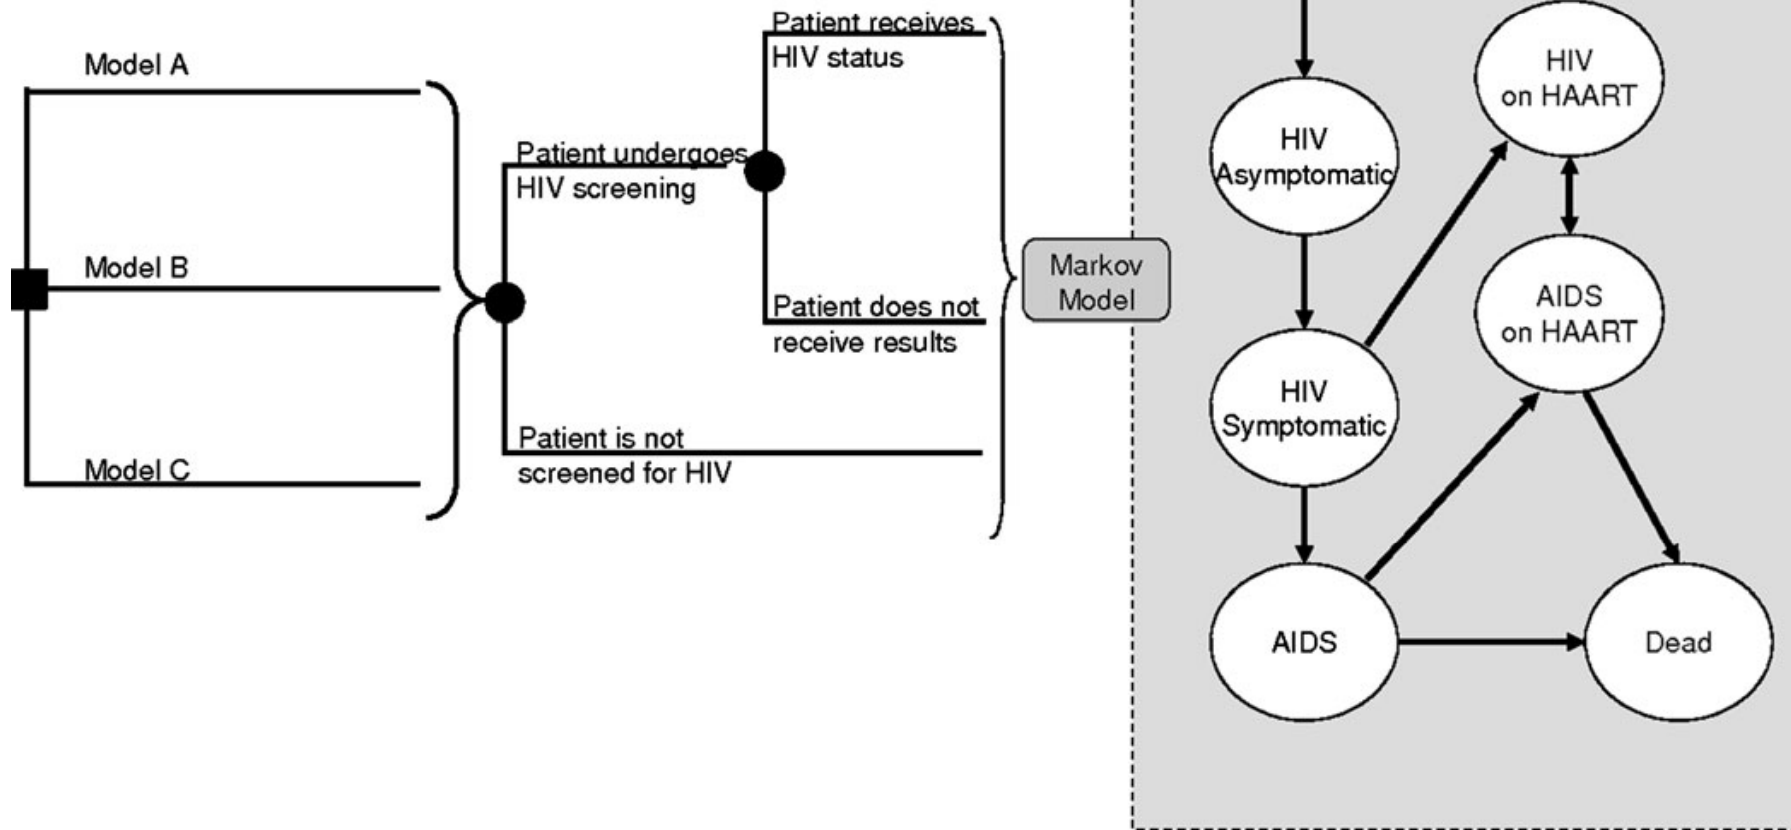 Model A
Model B
Model C
Patient undergoes
HIV screening
Patient is not
screened for HIV
Patient receives
HIV status
Patient does not
receive results
Markov
Model
HIV
Asymptomatic
HIV
Symptomatic
AIDS
HIV
on HAART
AIDS
on HAART
Dead